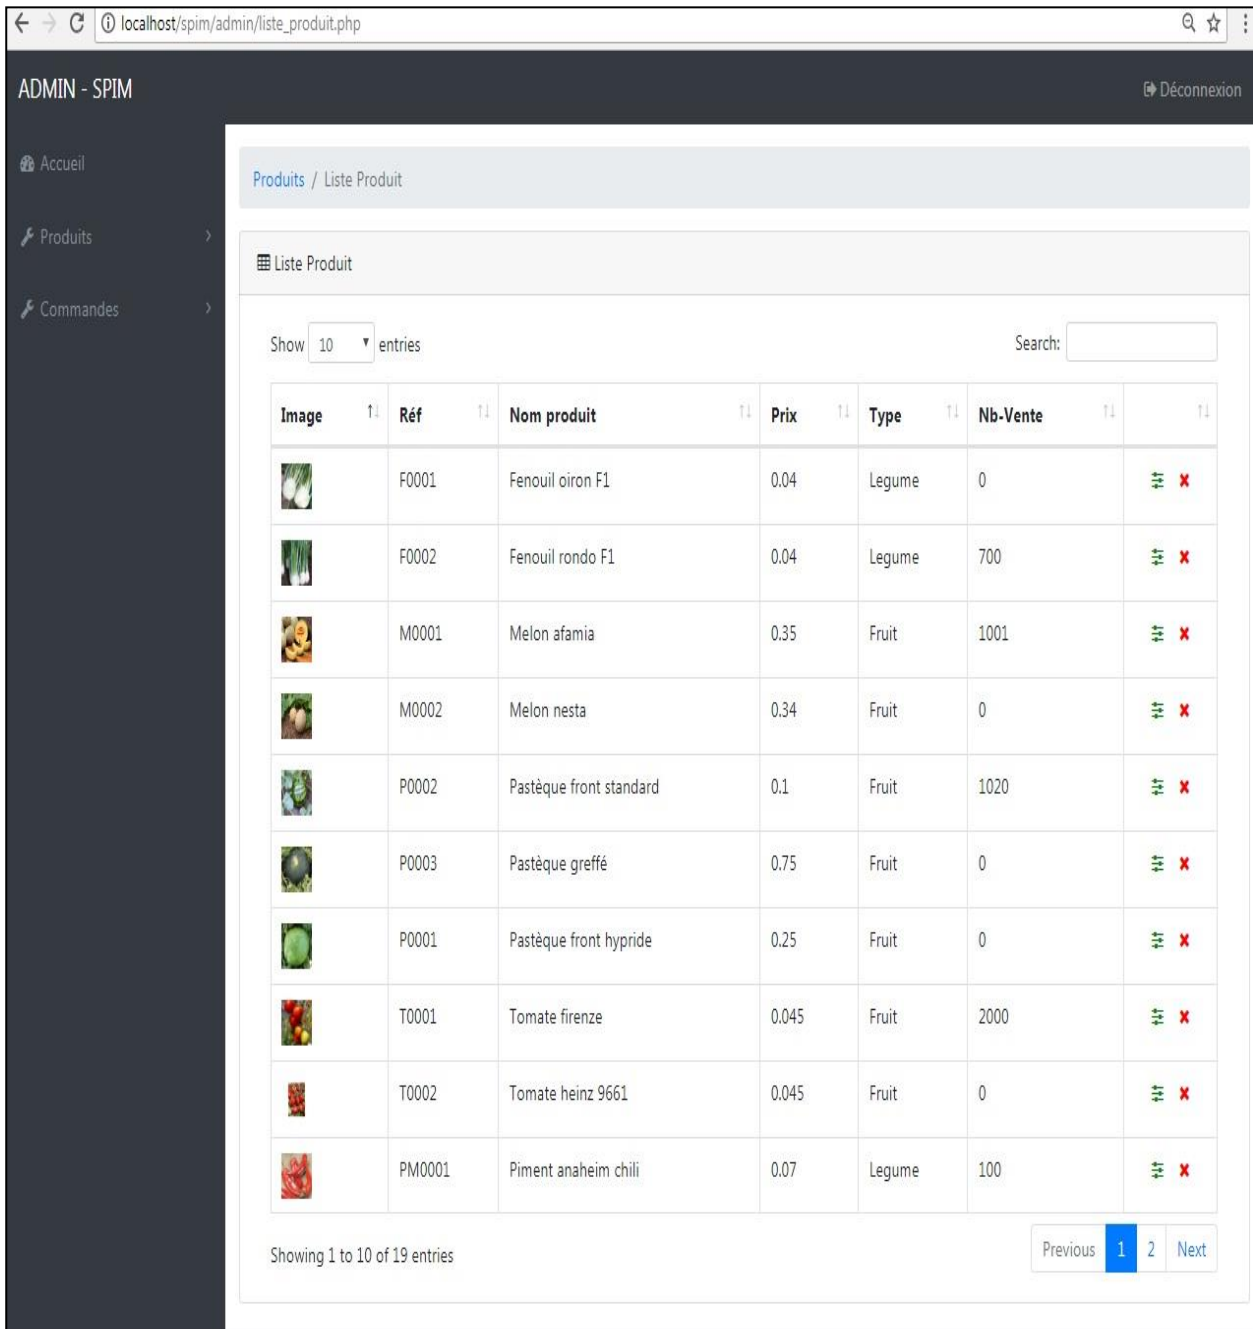 localhost/spim/admin/liste_produit.php
ADMIN - SPIM
Déconnexion
Accueil
Produits
Commandes
Produits / Liste Produit
Liste Produit
Show 10 entries
Search:
Image Réf Nom produit Prix Type Nb-Vente
F0001 Fenouil oiron F1 0.04 Legume 0
F0002 Fenouil rondo F1 0.04 Legume 700
M0001 Melon afamia 0.35 Fruit 1001
M0002 Melon nesta 0.34 Fruit 0
P0002 Pastèque front standard 0.1 Fruit 1020
P0003 Pastèque greffé 0.75 Fruit 0
P0001 Pastèque front hypride 0.25 Fruit 0
T0001 Tomate firenze 0.045 Fruit 2000
T0002 Tomate heinz 9661 0.045 Fruit 0
PM0001 Piment anaheim chili 0.07 Legume 100
Showing 1 to 10 of 19 entries
Previous 1 2 Next